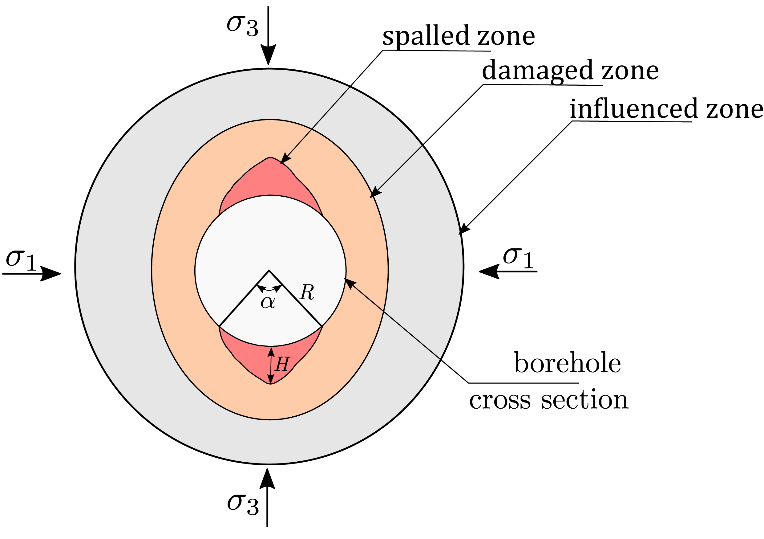 σ3
spalled zone
damaged zone
influenced zone
σ1
σ1
R
α
H
borehole
cross section
σ3